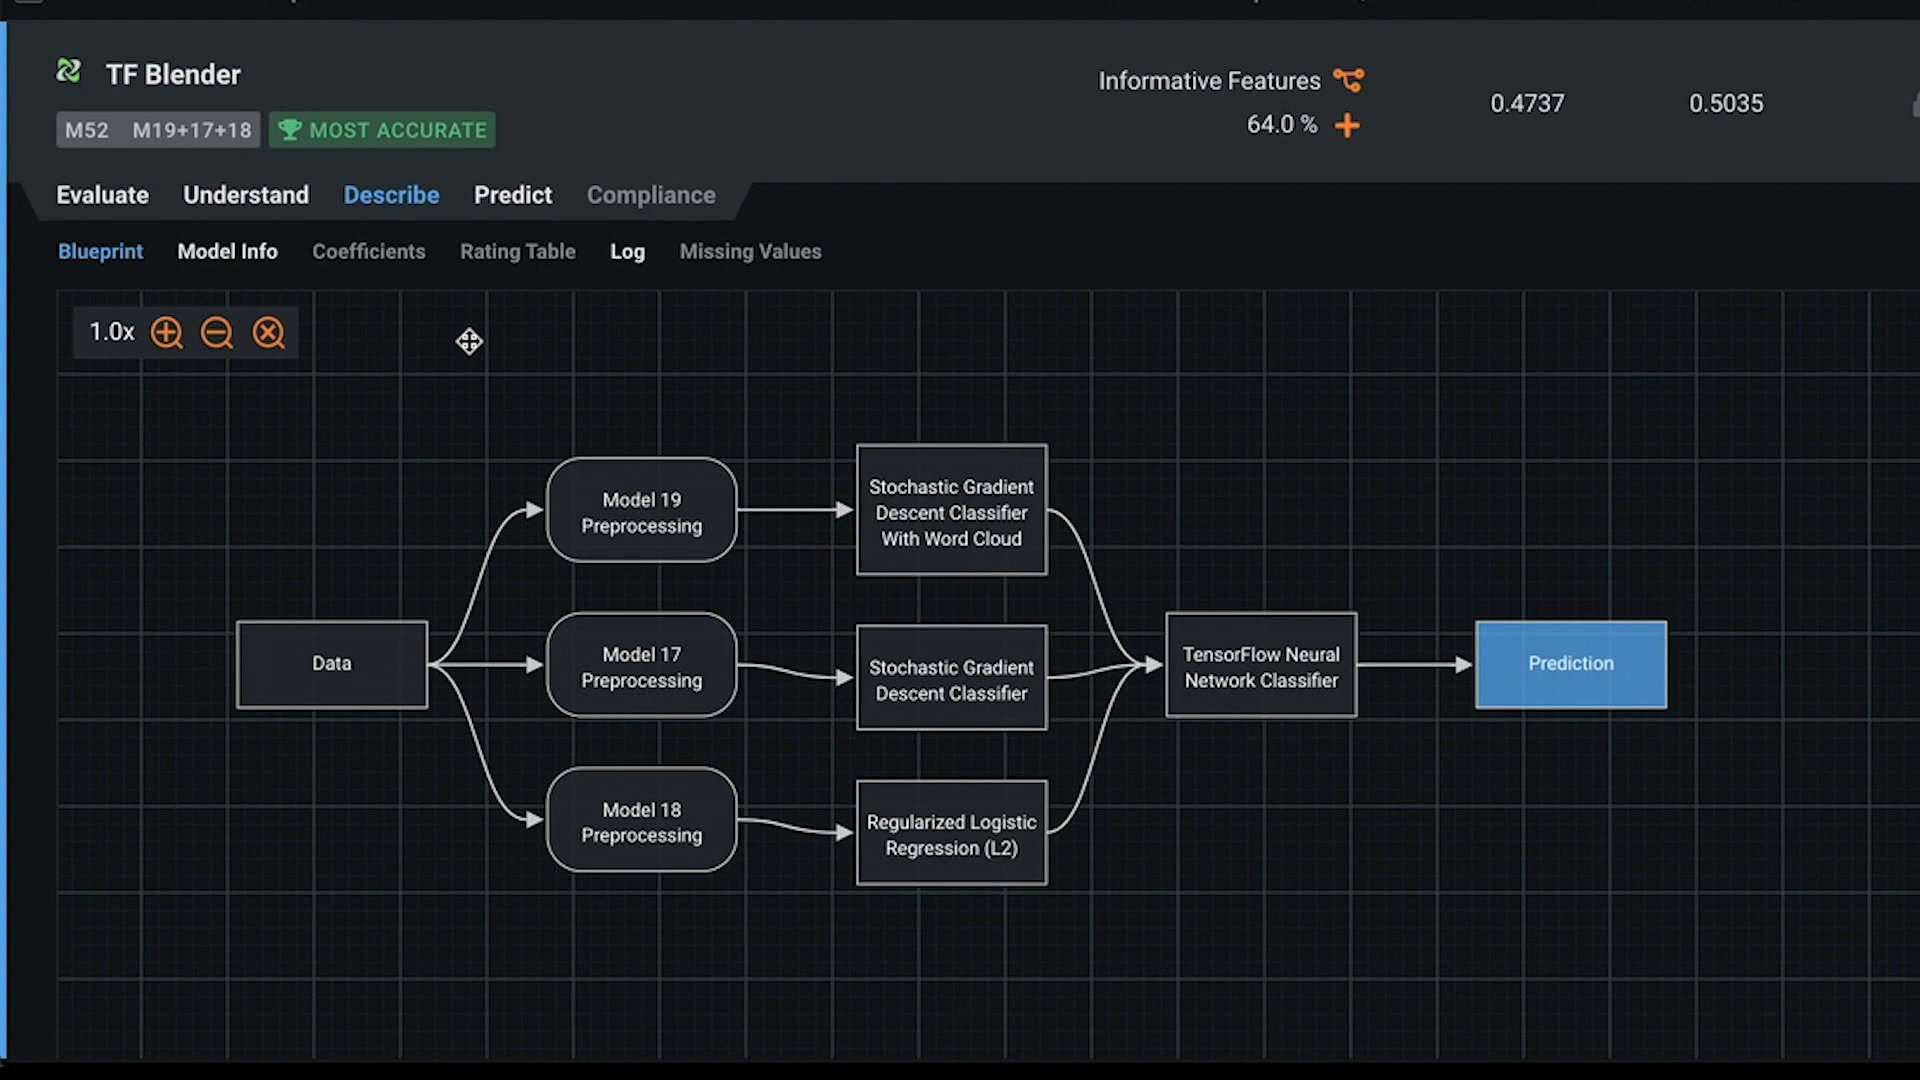 TF Blender
M52 M19+17+18 MOST ACCURATE
Informative Features
64.0 %
0.4737 0.5035
Evaluate Understand Describe Predict Compliance
Blueprint Model Info Coefficients Rating Table Log Missing Values
1.0x
Data
Model 19
Preprocessing
Stochastic Gradient
Descent Classifier
With Word Cloud
Model 17
Preprocessing
Stochastic Gradient
Descent Classifier
Model 18
Preprocessing
Regularized Logistic
Regression (L2)
TensorFlow Neural
Network Classifier
Prediction